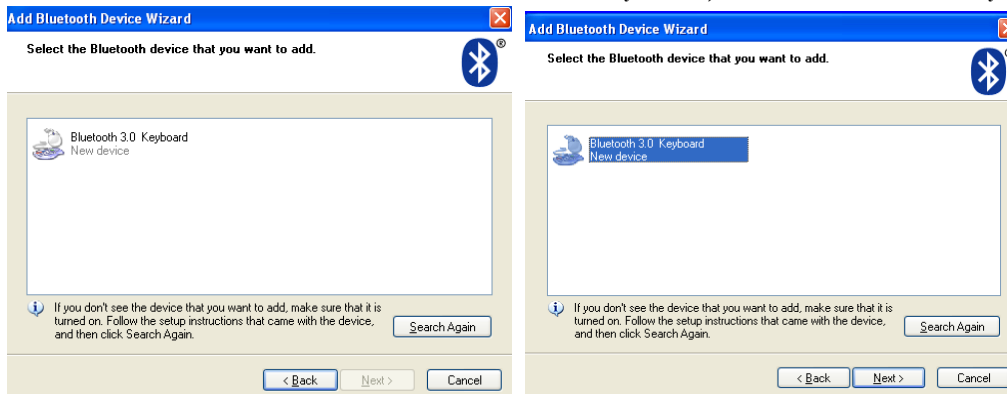 Add Bluetooth Device Wizard
Select the Bluetooth device that you want to add.
®
Bluetooth 3.0 Keyboard
New device
If you don't see the device that you want to add, make sure that it is
turned on. Follow the setup instructions that came with the device,
and then click Search Again.
Search Again
< Back Next > Cancel
Add Bluetooth Device Wizard
Select the Bluetooth device that you want to add.
Bluetooth 3.0 Keyboard
New device
If you don't see the device that you want to add, make sure that it is
turned on. Follow the setup instructions that came with the device,
and then click Search Again.
Search Again
< Back Next > Cancel